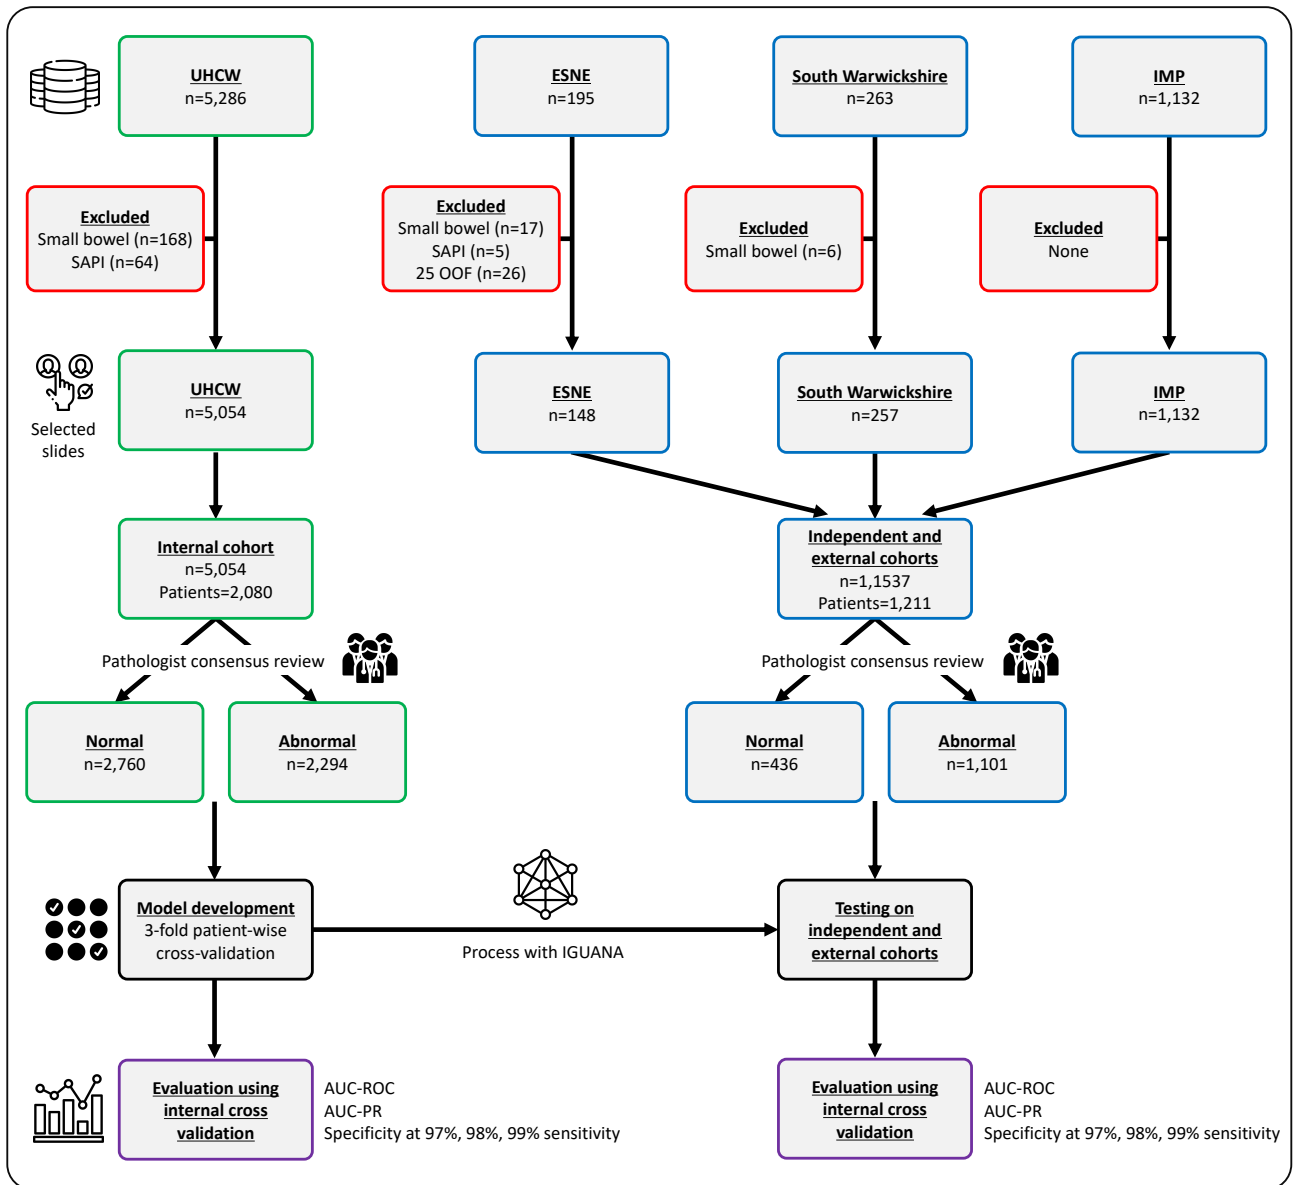 UHCW
n=5,286
ESNE
n=195
South Warwickshire
n=263
IMP
n=1,132
Excluded
Small bowel (n=168)
SAPI (n=64)
Excluded
Small bowel (n=17)
SAPI (n=5)
25 OOF (n=26)
Excluded
Small bowel (n=6)
Excluded
None
Selected
slides
UHCW
n=5,054
ESNE
n=148
South Warwickshire
n=257
IMP
n=1,132
Internal cohort
n=5,054
Patients=2,080
Independent and
external cohorts
n=1,1537
Patients=1,211
Pathologist consensus review
Pathologist consensus review
Normal
n=2,760
Abnormal
n=2,294
Normal
n=436
Abnormal
n=1,101
Model development
3-fold patient-wise
cross-validation
Process with IGUANA
Testing on
independent and
external cohorts
Evaluation using
internal cross
validation
AUC-ROC
AUC-PR
Specificity at 97%, 98%, 99% sensitivity
Evaluation using
internal cross
validation
AUC-ROC
AUC-PR
Specificity at 97%, 98%, 99% sensitivity